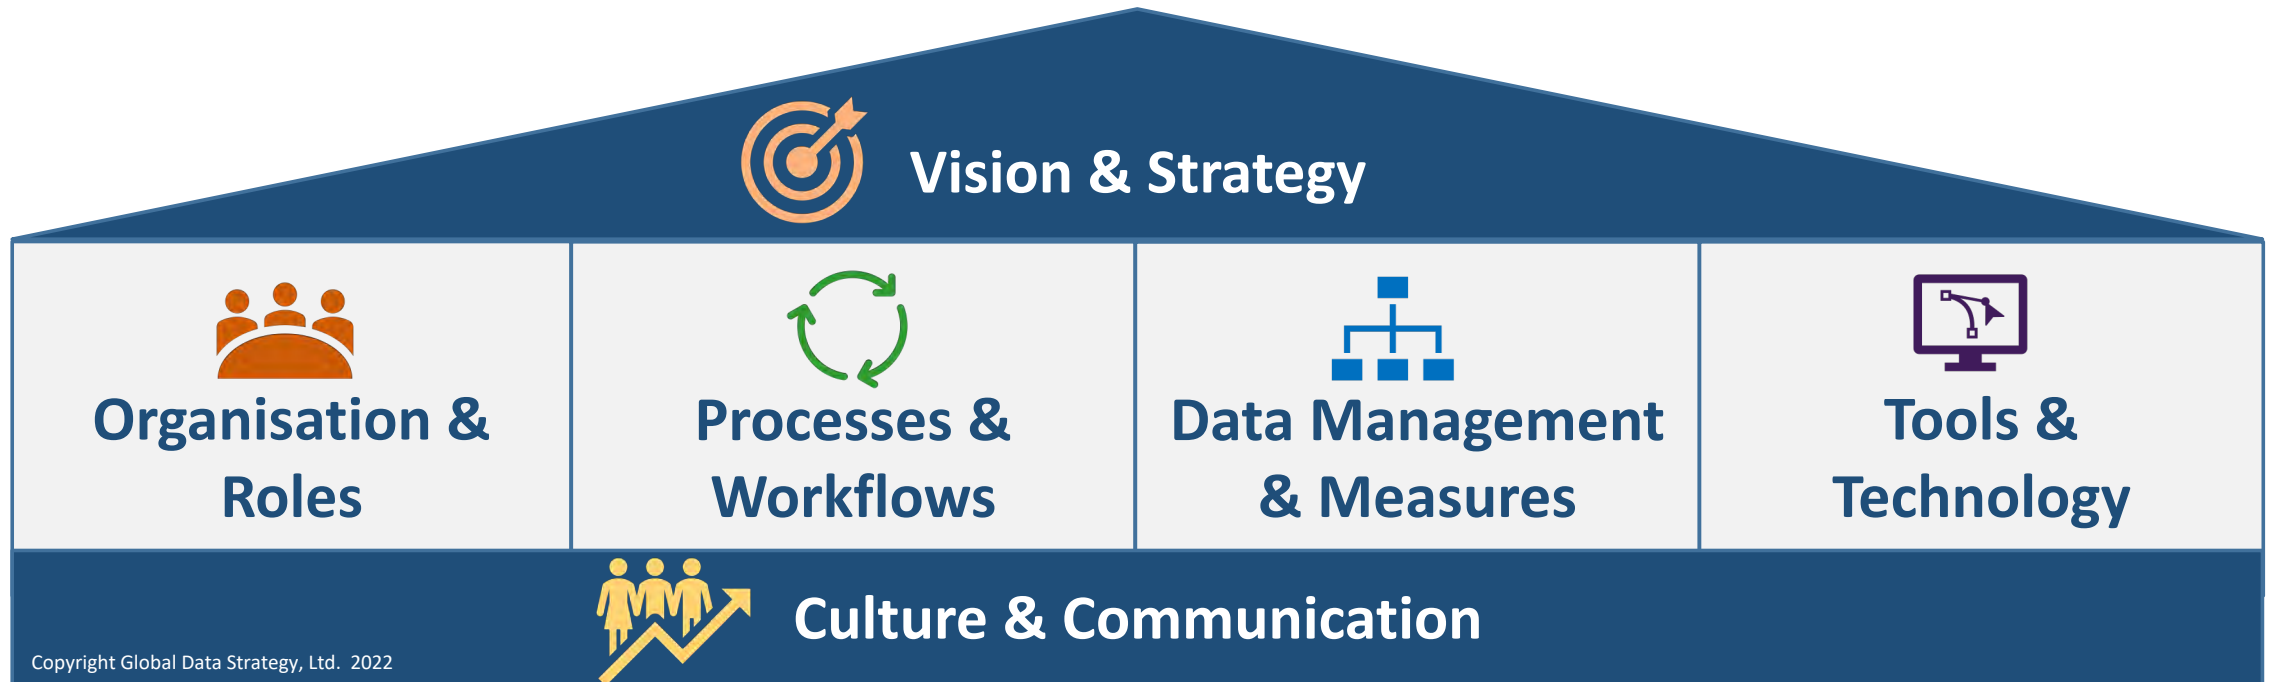 Vision & Strategy
Organisation &
Roles
Processes &
Workflows
Data Management
& Measures
Tools &
Technology
Culture & Communication
Copyright Global Data Strategy, Ltd. 2022